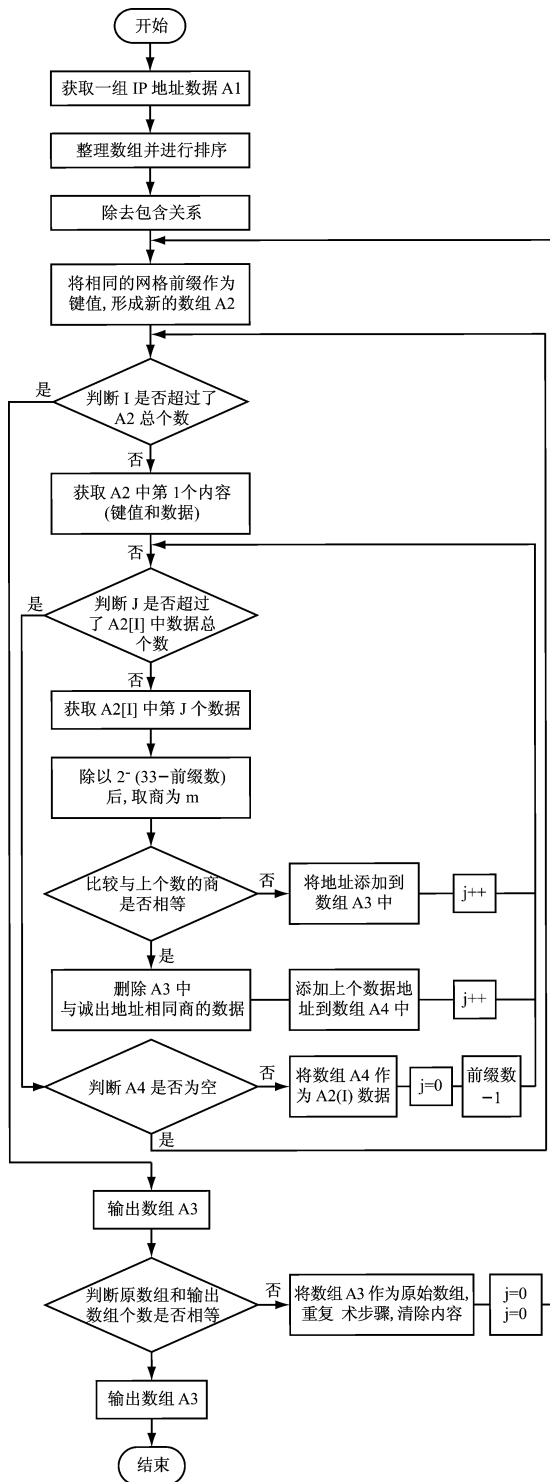 开始
获取一组 IP 地址数据 A1
整理数组并进行排序
除去包含关系
将相同的网格前缀作为
键值,形成新的数组 A2
是
判断 I 是否超过了
A2 总个数
否
获取 A2 中第 1个内容
(键值和数据)
否
是
判断 J 是否超过
了 A2[I] 中数据总
个数
否
获取 A2[I] 中第 J 个数据
除以 2ˉ (33−前缀数)
后,取商为 m
比较与上个数的商
是否相等
否
将地址添加到
数组 A3 中
j++
是
删除 A3 中
与诚出地址相同商的数据
添加上个数据地
址到数组 A4 中
j++
判断 A4 是否为空
否
将数组 A4 作
为 A2(I) 数据
j=0
前缀数
−1
是
输出数组 A3
判断原数组和输出
数组个数是否相等
否
将数组 A3 作为原始数组,
重复 术步骤,清除内容
j=0
j=0
输出数组 A3
结束